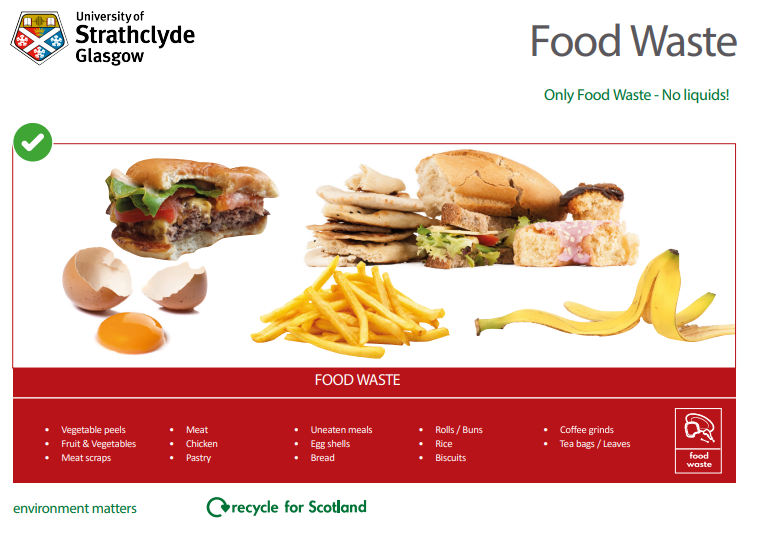 University of
Strathclyde
Glasgow
Food Waste
Only Food Waste - No liquids!
FOOD WASTE
• Vegetable peels
• Fruit & Vegetables
• Meat scraps
• Meat
• Chicken
• Pastry
• Uneaten meals
• Egg shells
• Bread
• Rolls / Buns
• Rice
• Biscuits
• Coffee grinds
• Tea bags / Leaves
food
waste
environment matters
recycle for Scotland